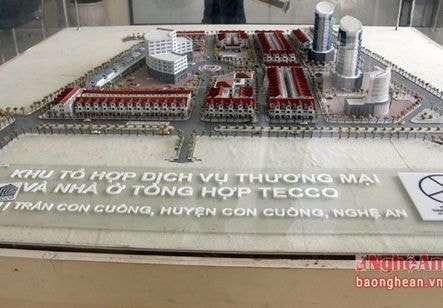 KHU TỔ HỢP DỊCH VỤ THƯƠNG MẠI
VÀ NHÀ Ở TỔNG HỢP TECCO
TRẤN CON CUÔNG, HUYỆN CON CUÔNG, NGHỆ AN
NghệAn
baonghean.vn